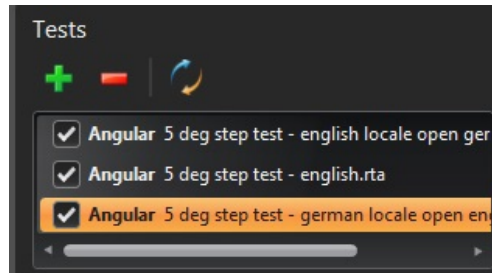 Tests
Angular 5 deg step test - english locale open ger
Angular 5 deg step test - english.rta
Angular 5 deg step test - german locale open eng